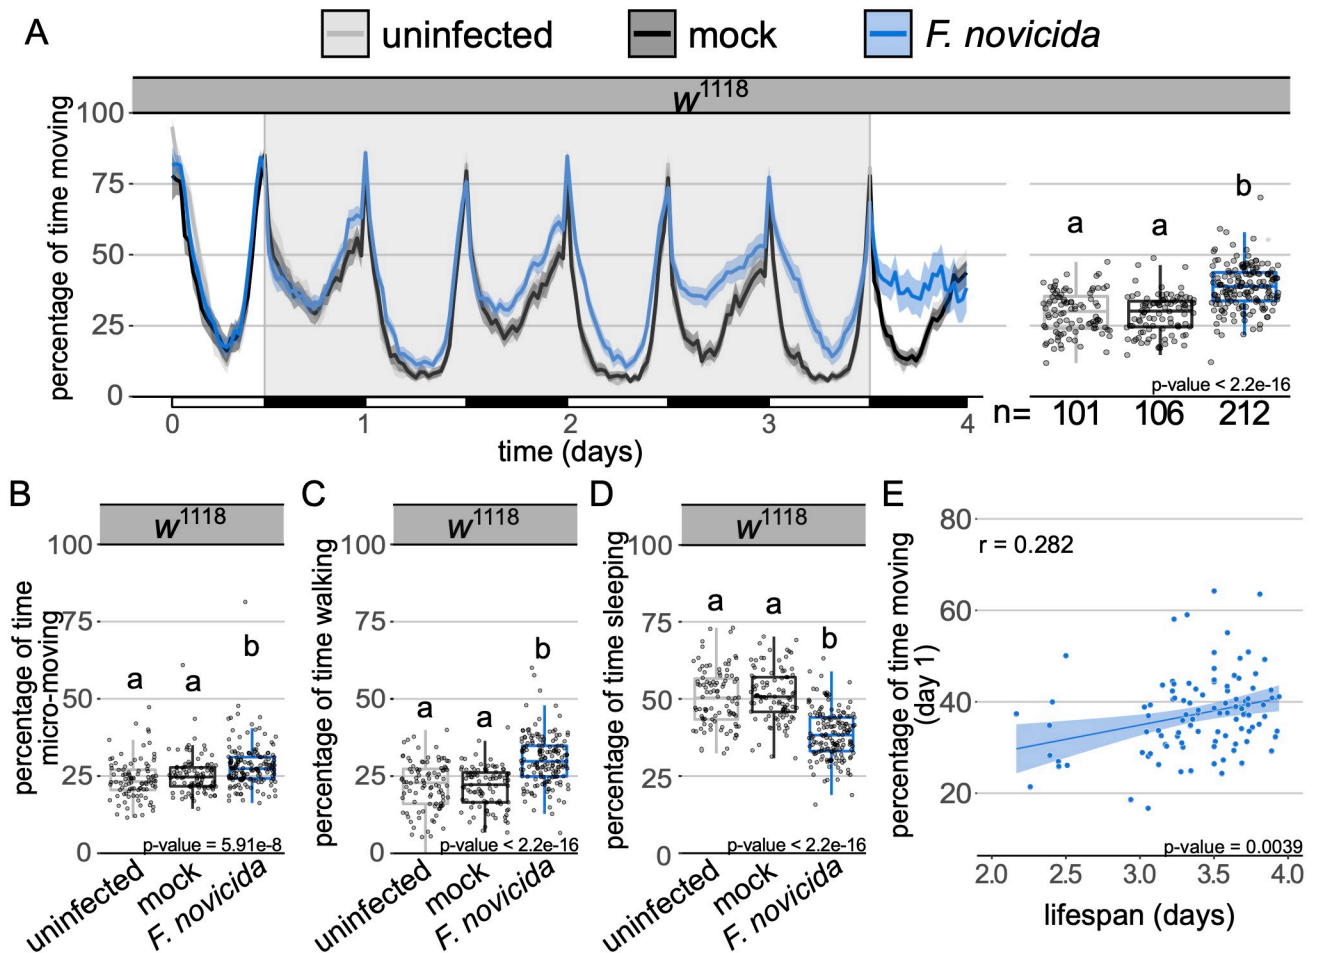 A
uninfected mock F. novicida
w1118
percentage of time moving
100
75
50
25
0
0 1 2 3 4
time (days)
a a b
p-value < 2.2e-16
n= 101 106 212
B
w1118
percentage of time
micro-moving
100
75
50
25
0
a a b
p-value = 5.91e-8
uninfected
mock
F. novicida
C
w1118
percentage of time walking
100
75
50
25
0
a a b
p-value < 2.2e-16
uninfected
mock
F. novicida
D
w1118
percentage of time sleeping
100
75
50
25
0
a a b
p-value < 2.2e-16
uninfected
mock
F. novicida
E
percentage of time moving
(day 1)
80
60
40
20
r = 0.282
p-value = 0.0039
2.0 2.5 3.0 3.5 4.0
lifespan (days)